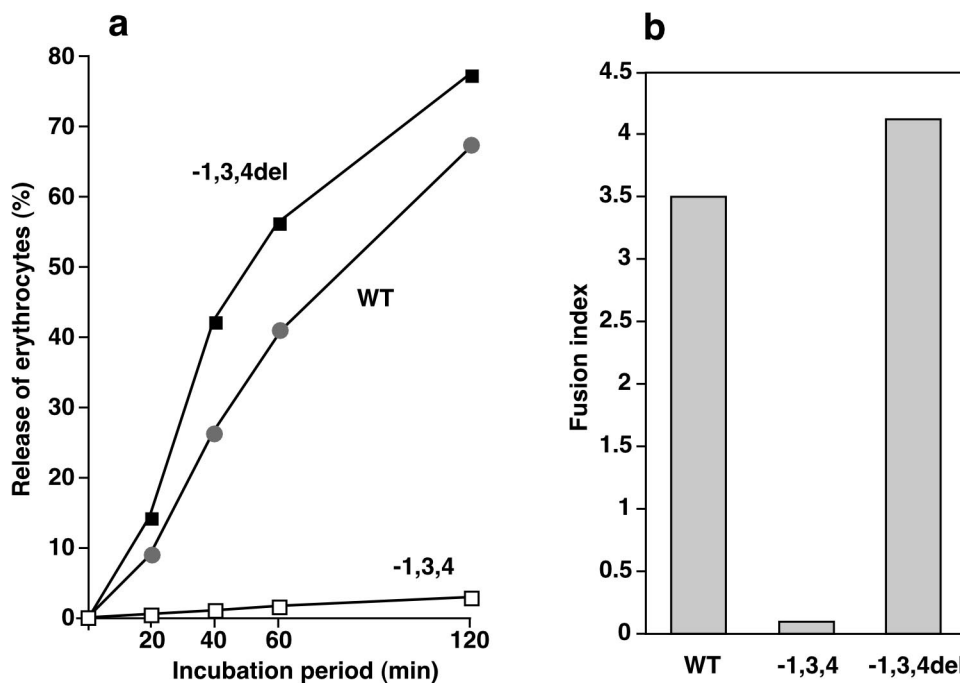 a
80
70
60
50
40
30
20
10
0
Release of erythrocytes (%)
-1,3,4del
WT
-1,3,4
20 40 60 120
Incubation period (min)
b
4.5
4
3.5
3
2.5
2
1.5
1
0.5
0
Fusion index
WT -1,3,4 -1,3,4del